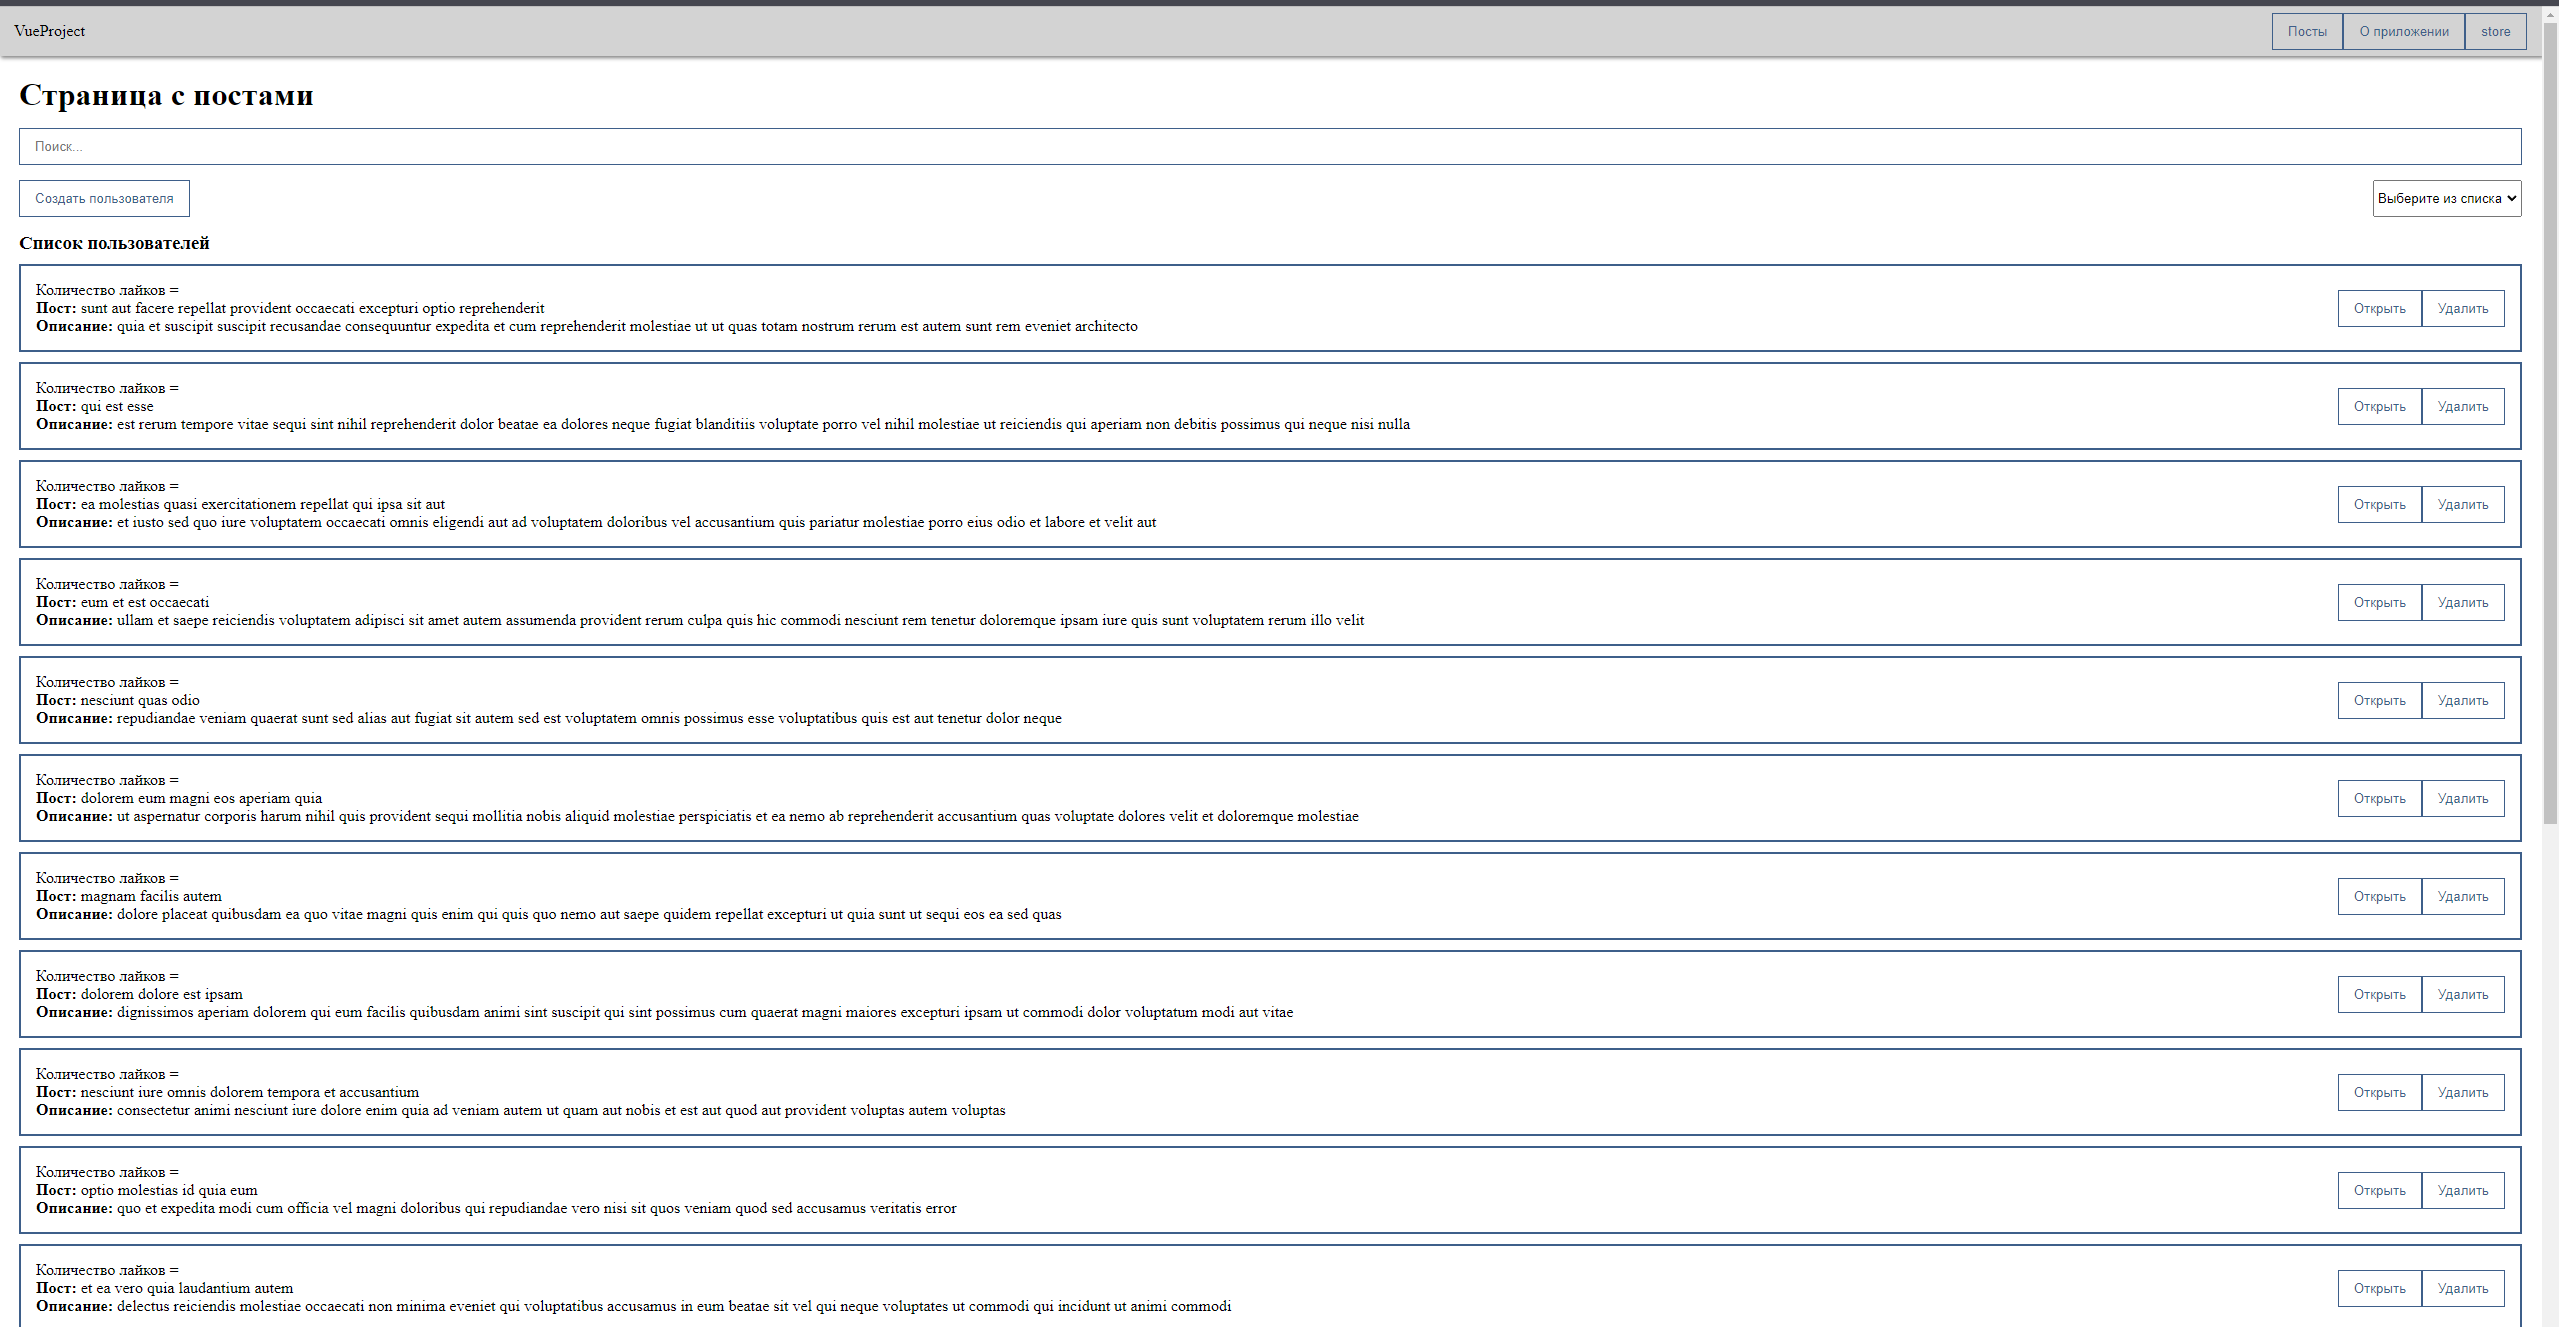 VueProject
Посты
О приложении
store
Страница с постами
Поиск...
Создать пользователя
Выберите из списка
Список пользователей
Количество лайков =
Пост: sunt aut facere repellat provident occaecati excepturi optio reprehenderit
Описание: quia et suscipit suscipit recusandae consequuntur expedita et cum reprehenderit molestiae ut ut quas totam nostrum rerum est autem sunt rem eveniet architecto
Открыть
Удалить
Количество лайков =
Пост: qui est esse
Описание: est rerum tempore vitae sequi sint nihil reprehenderit dolor beatae ea dolores neque fugiat blanditiis voluptate porro vel nihil molestiae ut reiciendis qui aperiam non debitis possimus qui neque nisi nulla
Открыть
Удалить
Количество лайков =
Пост: ea molestias quasi exercitationem repellat qui ipsa sit aut
Описание: et iusto sed quo iure voluptatem occaecati omnis eligendi aut ad voluptatem doloribus vel accusantium quis pariatur molestiae porro eius odio et labore et velit aut
Открыть
Удалить
Количество лайков =
Пост: eum et est occaecati
Описание: ullam et saepe reiciendis voluptatem adipisci sit amet autem assumenda provident rerum culpa quis hic commodi nesciunt rem tenetur doloremque ipsam iure quis sunt voluptatem rerum illo velit
Открыть
Удалить
Количество лайков =
Пост: nesciunt quas odio
Описание: repudiandae veniam quaerat sunt sed alias aut fugiat sit autem sed est voluptatem omnis possimus esse voluptatibus quis est aut tenetur dolor neque
Открыть
Удалить
Количество лайков =
Пост: dolorem eum magni eos aperiam quia
Описание: ut aspernatur corporis harum nihil quis provident sequi mollitia nobis aliquid molestiae perspiciatis et ea nemo ab reprehenderit accusantium quas voluptate dolores velit et doloremque molestiae
Открыть
Удалить
Количество лайков =
Пост: magnam facilis autem
Описание: dolore placeat quibusdam ea quo vitae magni quis enim qui quis quo nemo aut saepe quidem repellat excepturi ut quia sunt ut sequi eos ea sed quas
Открыть
Удалить
Количество лайков =
Пост: dolorem dolore est ipsam
Описание: dignissimos aperiam dolorem qui eum facilis quibusdam animi sint suscipit qui sint possimus cum quaerat magni maiores excepturi ipsam ut commodi dolor voluptatum modi aut vitae
Открыть
Удалить
Количество лайков =
Пост: nesciunt iure omnis dolorem tempora et accusantium
Описание: consectetur animi nesciunt iure dolore enim quia ad veniam autem ut quam aut nobis et est aut quod aut provident voluptas autem voluptas
Открыть
Удалить
Количество лайков =
Пост: optio molestias id quia eum
Описание: quo et expedita modi cum officia vel magni doloribus qui repudiandae vero nisi sit quos veniam quod sed accusamus veritatis error
Открыть
Удалить
Количество лайков =
Пост: et ea vero quia laudantium autem
Описание: delectus reiciendis molestiae occaecati non minima eveniet qui voluptatibus accusamus in eum beatae sit vel qui neque voluptates ut commodi qui incidunt ut animi commodi
Открыть
Удалить